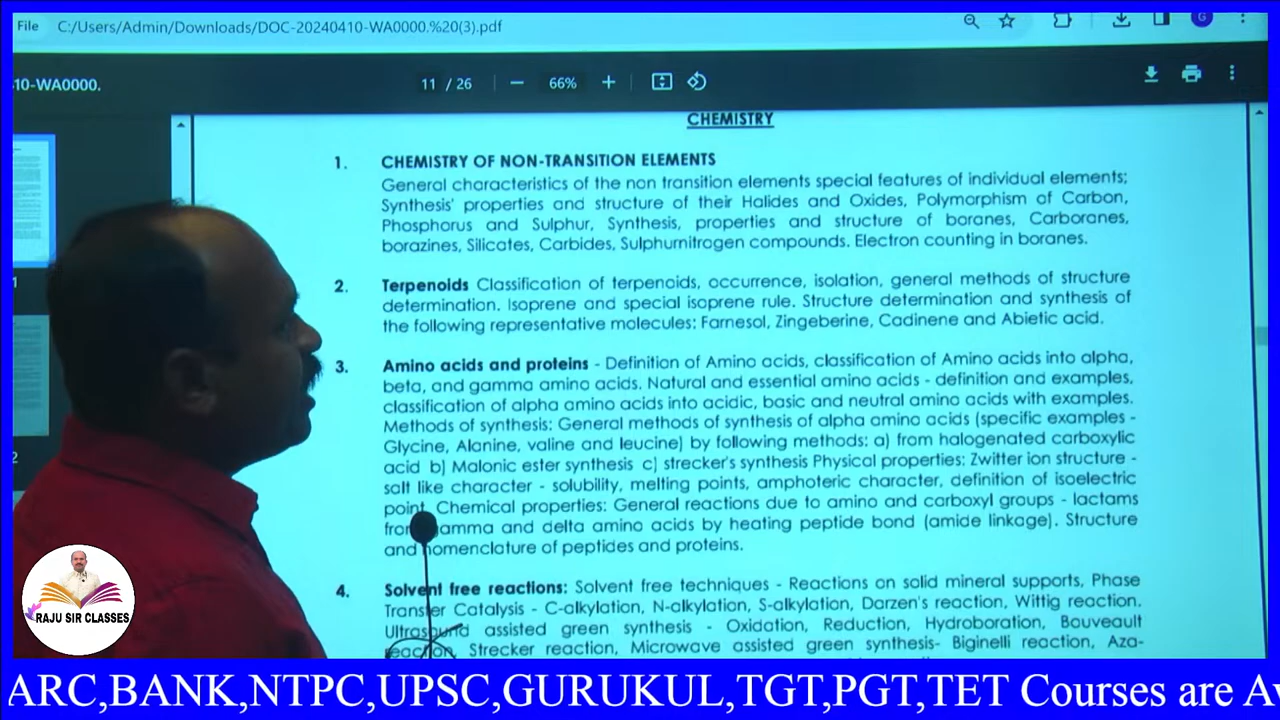 File C:/Users/Admin/Downloads/DOC-20240410-WA0000.%20(3).pdf
G
10-WA0000.
11 / 26
66%
CHEMISTRY
1. CHEMISTRY OF NON-TRANSITION ELEMENTS
General characteristics of the non transition elements special features of individual elements;
Synthesis' properties and structure of their Halides and Oxides, Polymorphism of Carbon,
Phosphorus and Sulphur, Synthesis, properties and structure of boranes, Carboranes,
borazines, Silicates, Carbides, Sulphurnitrogen compounds. Electron counting in boranes.
2. Terpenoids Classification of terpenoids, occurrence, isolation, general methods of structure
determination. Isoprene and special isoprene rule. Structure determination and synthesis of
the following representative molecules: Farnesol, Zingeberine, Cadinene and Abietic acid.
3. Amino acids and proteins - Definition of Amino acids, classification of Amino acids into alpha,
beta, and gamma amino acids. Natural and essential amino acids - definition and examples,
classification of alpha amino acids into acidic, basic and neutral amino acids with examples.
Methods of synthesis: General methods of synthesis of alpha amino acids (specific examples -
Glycine, Alanine, valine and leucine) by following methods: a) from halogenated carboxylic
acid b) Malonic ester synthesis c) strecker's synthesis Physical properties: Zwitter ion structure -
salt like character - solubility, melting points, amphoteric character, definition of isoelectric
point Chemical properties: General reactions due to amino and carboxyl groups - lactams
from gamma and delta amino acids by heating peptide bond (amide linkage). Structure
and nomenclature of peptides and proteins.
4. Solvent free reactions: Solvent free techniques - Reactions on solid mineral supports, Phase
Transfer Catalysis - C-alkylation, N-alkylation, S-alkylation, Darzen's reaction, Wittig reaction.
Ultrasound assisted green synthesis - Oxidation, Reduction, Hydroboration, Bouveault
reaction, Strecker reaction, Microwave assisted green synthesis- Biginelli reaction, Aza-
1
2
RAJU SIR CLASSES
ARC,BANK,NTPC,UPSC,GURUKUL,TGT,PGT,TET Courses are Av